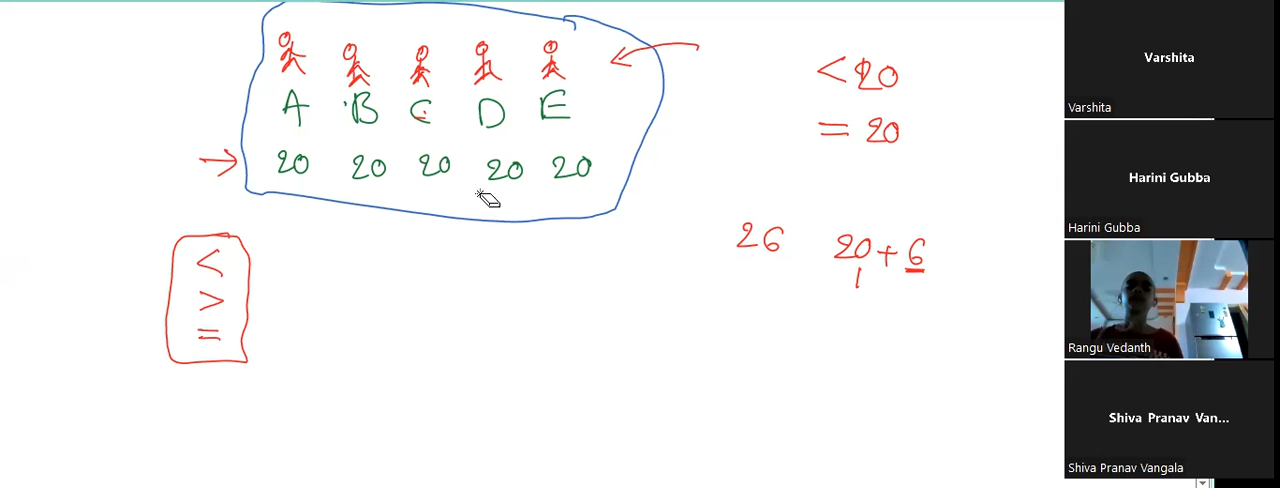 A B C D E
→ 20 20 20 20 20
< 20
= 20
26 20 + 6
<
>
=
Varshita
Varshita
Harini Gubba
Harini Gubba
Rangu Vedanth
Shiva Pranav Van...
Shiva Pranav Vangala